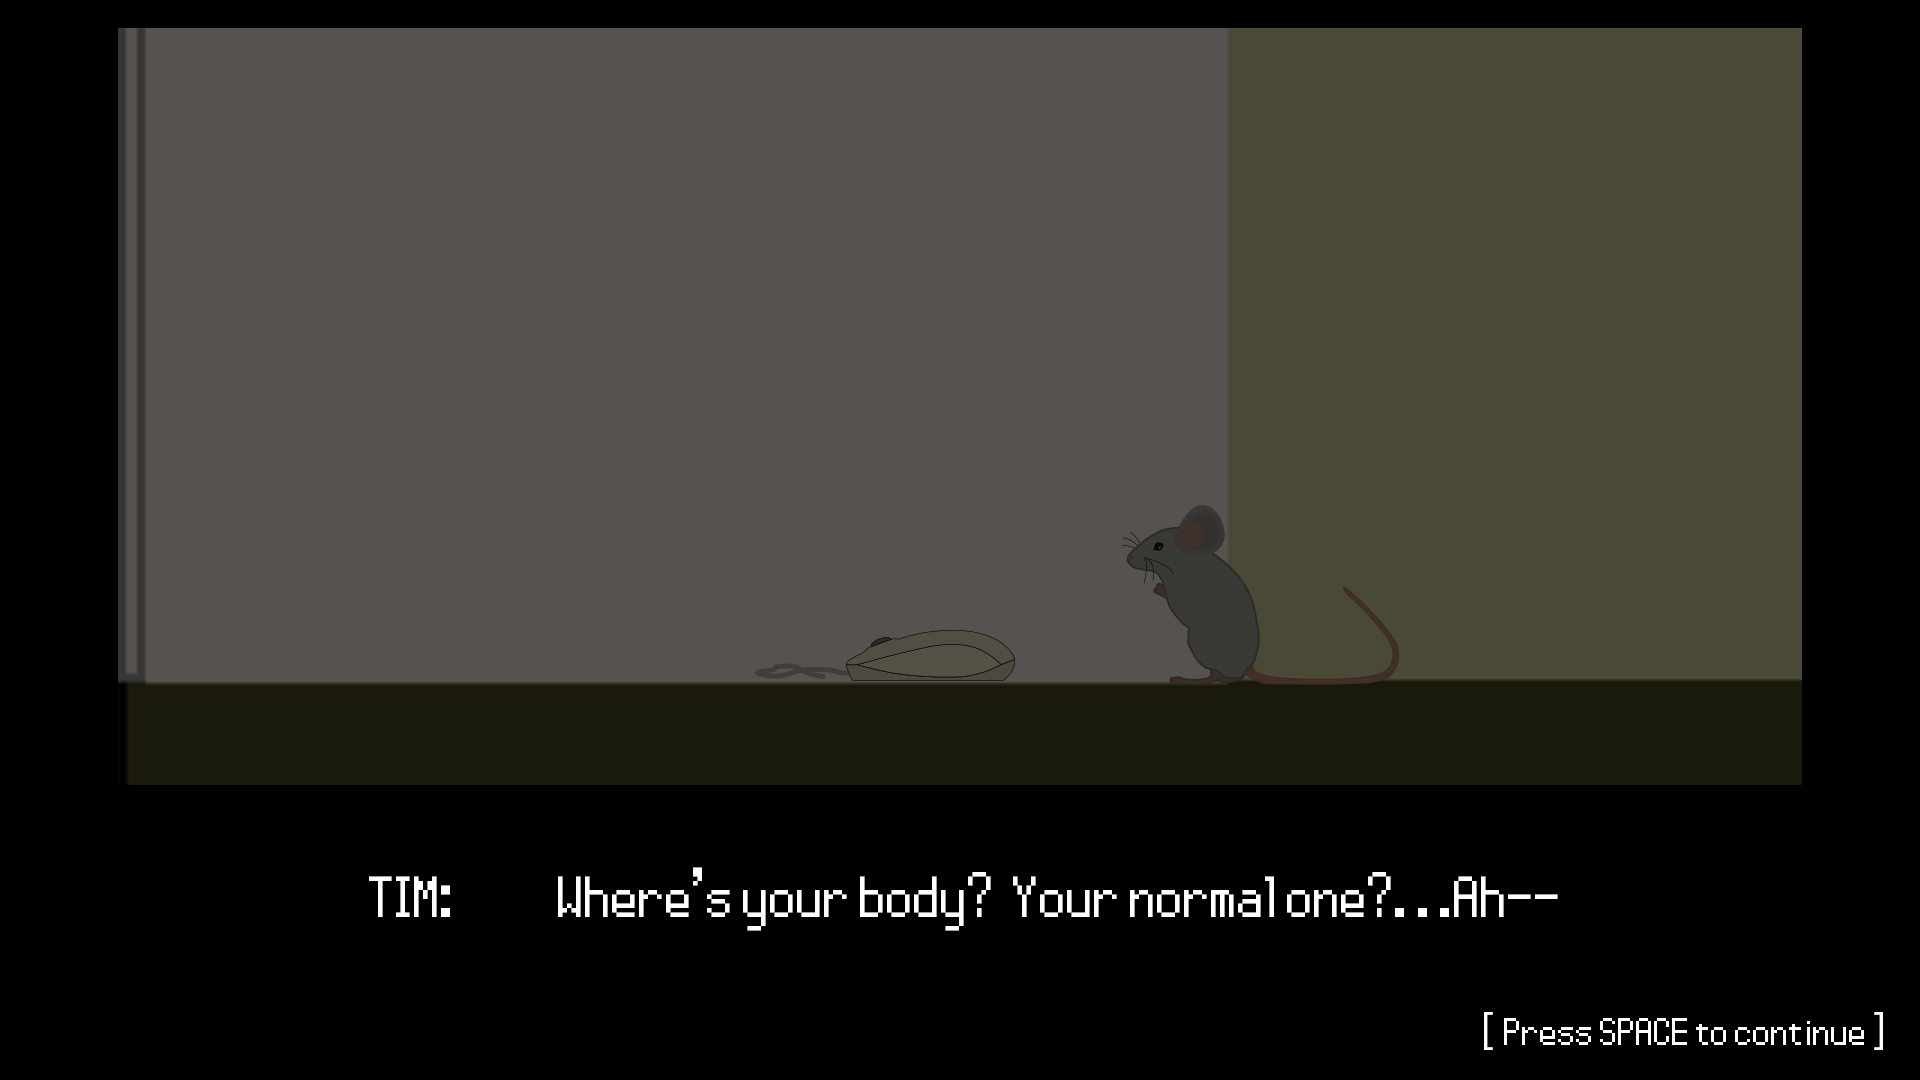 TIM: Where's your body? Your normal one?...Ah--
[ Press SPACE to continue ]